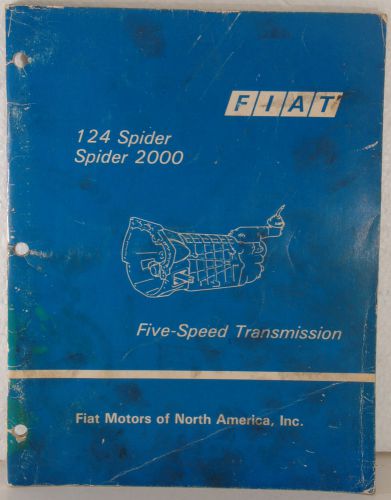 FIAT
124 Spider
Spider 2000
Five-Speed Transmission
Fiat Motors of North America, Inc.